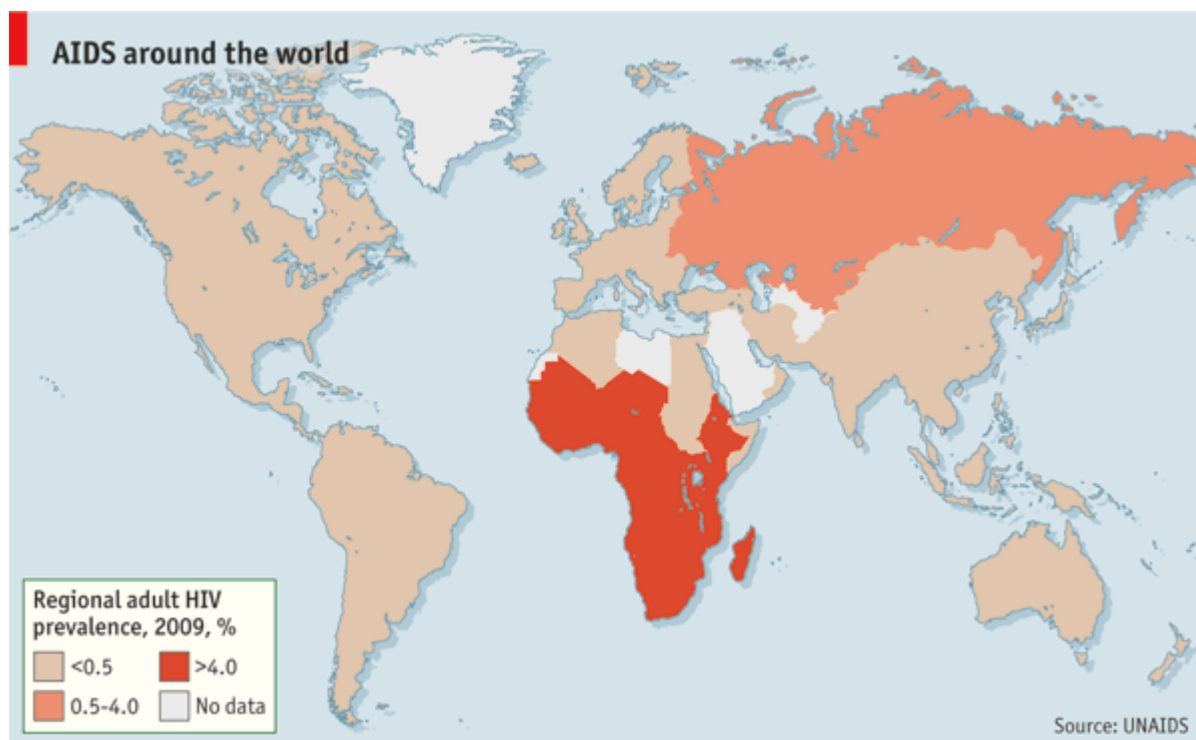 AIDS around the world
Regional adult HIV
prevalence, 2009, %
<0.5
>4.0
0.5-4.0
No data
Source: UNAIDS